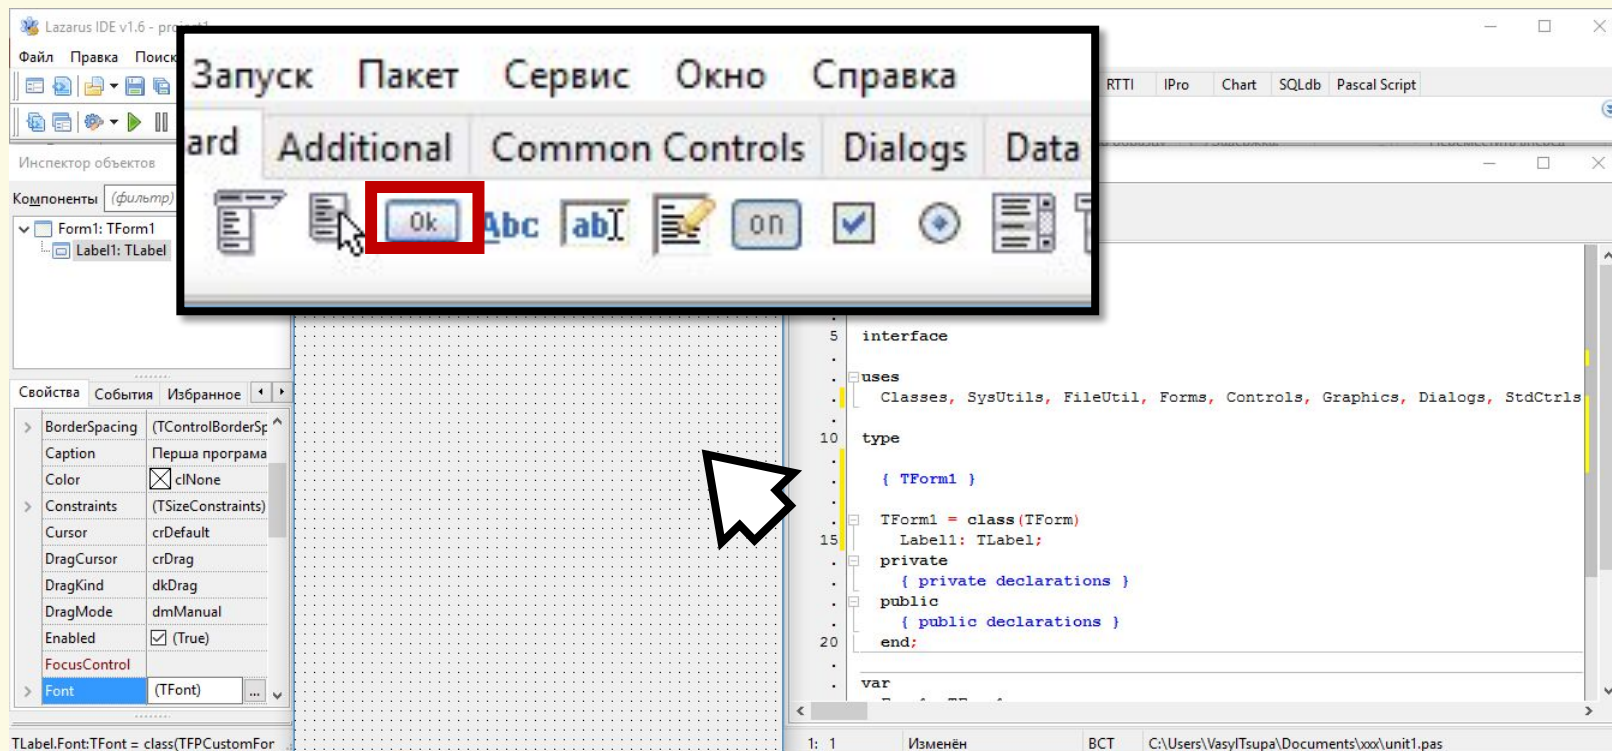 Lazarus IDE v1.6 - project1
Файл Правка Поиск
Запуск Пакет Сервис Окно Справка
ard Additional Common Controls Dialogs Data
RTTI IPro Chart SQLdb Pascal Script
Ok Abc abI on
Инспектор объектов
Компоненты (фильтр)
Form1: TForm1
Label1: TLabel
Свойства События Избранное
BorderSpacing (TControlBorderSp
Caption Перша програма
Color clNone
Constraints (TSizeConstraints)
Cursor crDefault
DragCursor crDrag
DragKind dkDrag
DragMode dmManual
Enabled (True)
FocusControl
Font (TFont) ...
TLabel.Font:TFont = class(TFPCustomFor
5 interface
uses
Classes, SysUtils, FileUtil, Forms, Controls, Graphics, Dialogs, StdCtrls
10 type
{ TForm1 }
TForm1 = class(TForm)
15 Label1: TLabel;
private
{ private declarations }
public
{ public declarations }
20 end;
var
1: 1 Изменён ВСТ C:\Users\VasylTsupa\Documents\xxx\unit1.pas